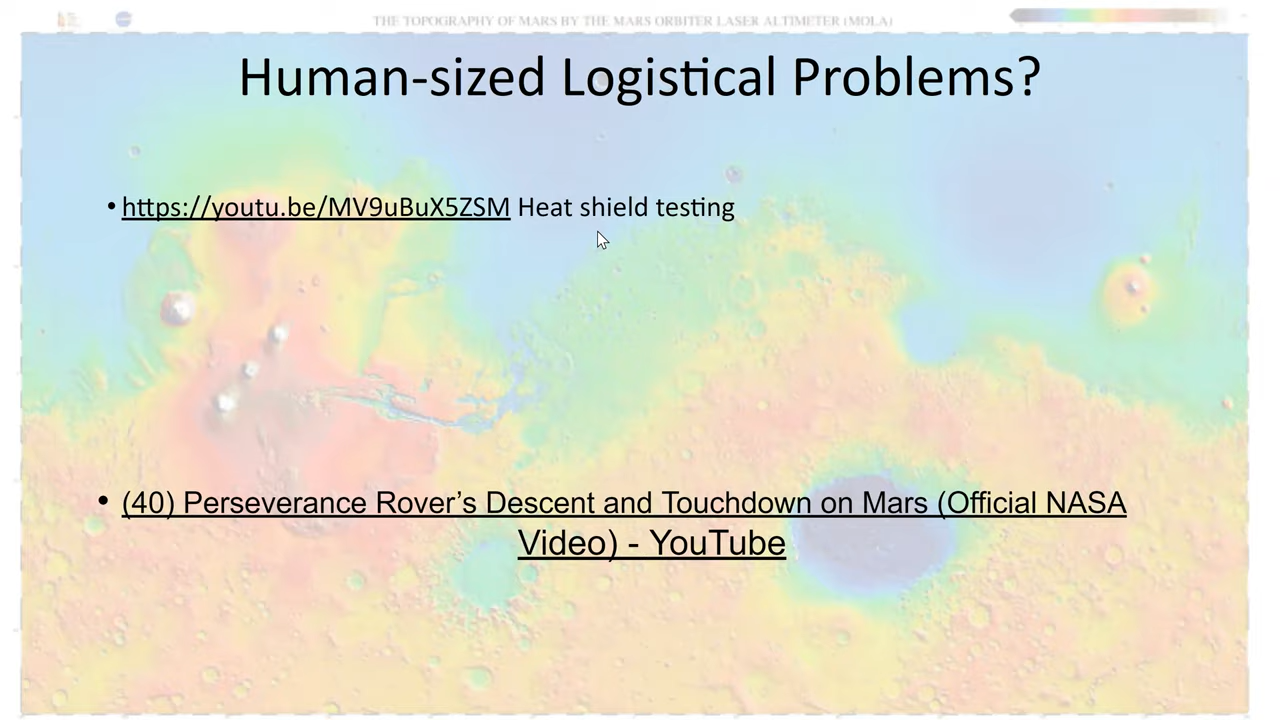 THE TOPOGRAPHY OF MARS BY THE MARS ORBITER LASER ALTIMETER (MOLA)
Human-sized Logistical Problems?
• https://youtu.be/MV9uBuX5ZSM Heat shield testing
• (40) Perseverance Rover’s Descent and Touchdown on Mars (Official NASA
Video) - YouTube